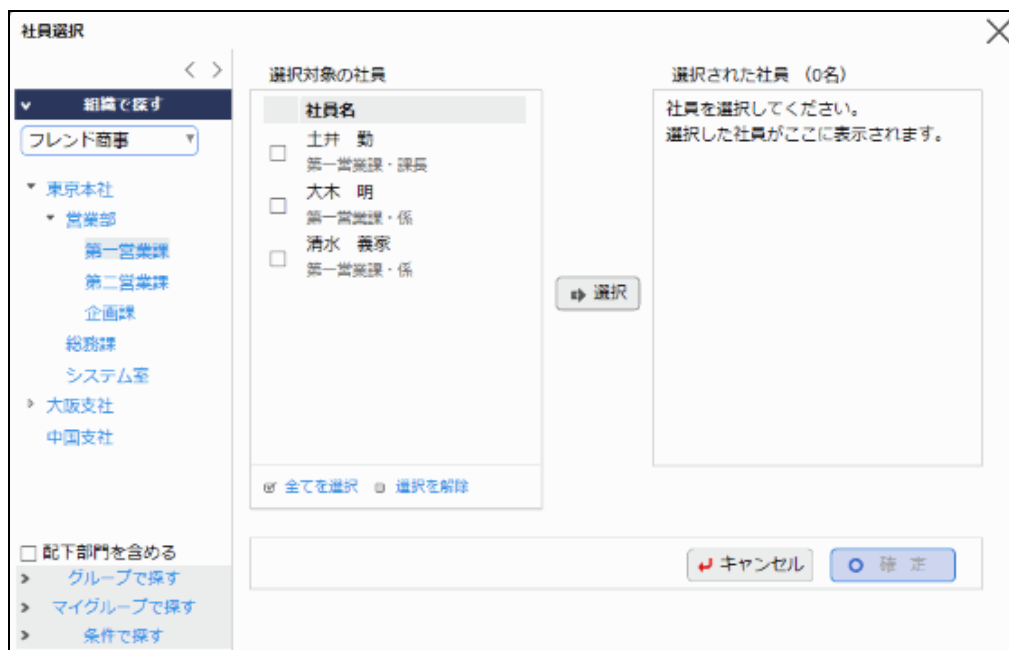 社員選択
組織で探す
フレンド商事
東京本社
営業部
第一営業課
第二営業課
企画課
総務課
システム室
大阪支社
中国支社
配下部門を含める
グループで探す
マイグループで探す
条件で探す
選択対象の社員
社員名
土井 勤
第一営業課・課長
大木 明
第一営業課・係
清水 義家
第一営業課・係
全てを選択 選択を解除
選択
選択された社員 (0名)
社員を選択してください。
選択した社員がここに表示されます。
キャンセル 確定